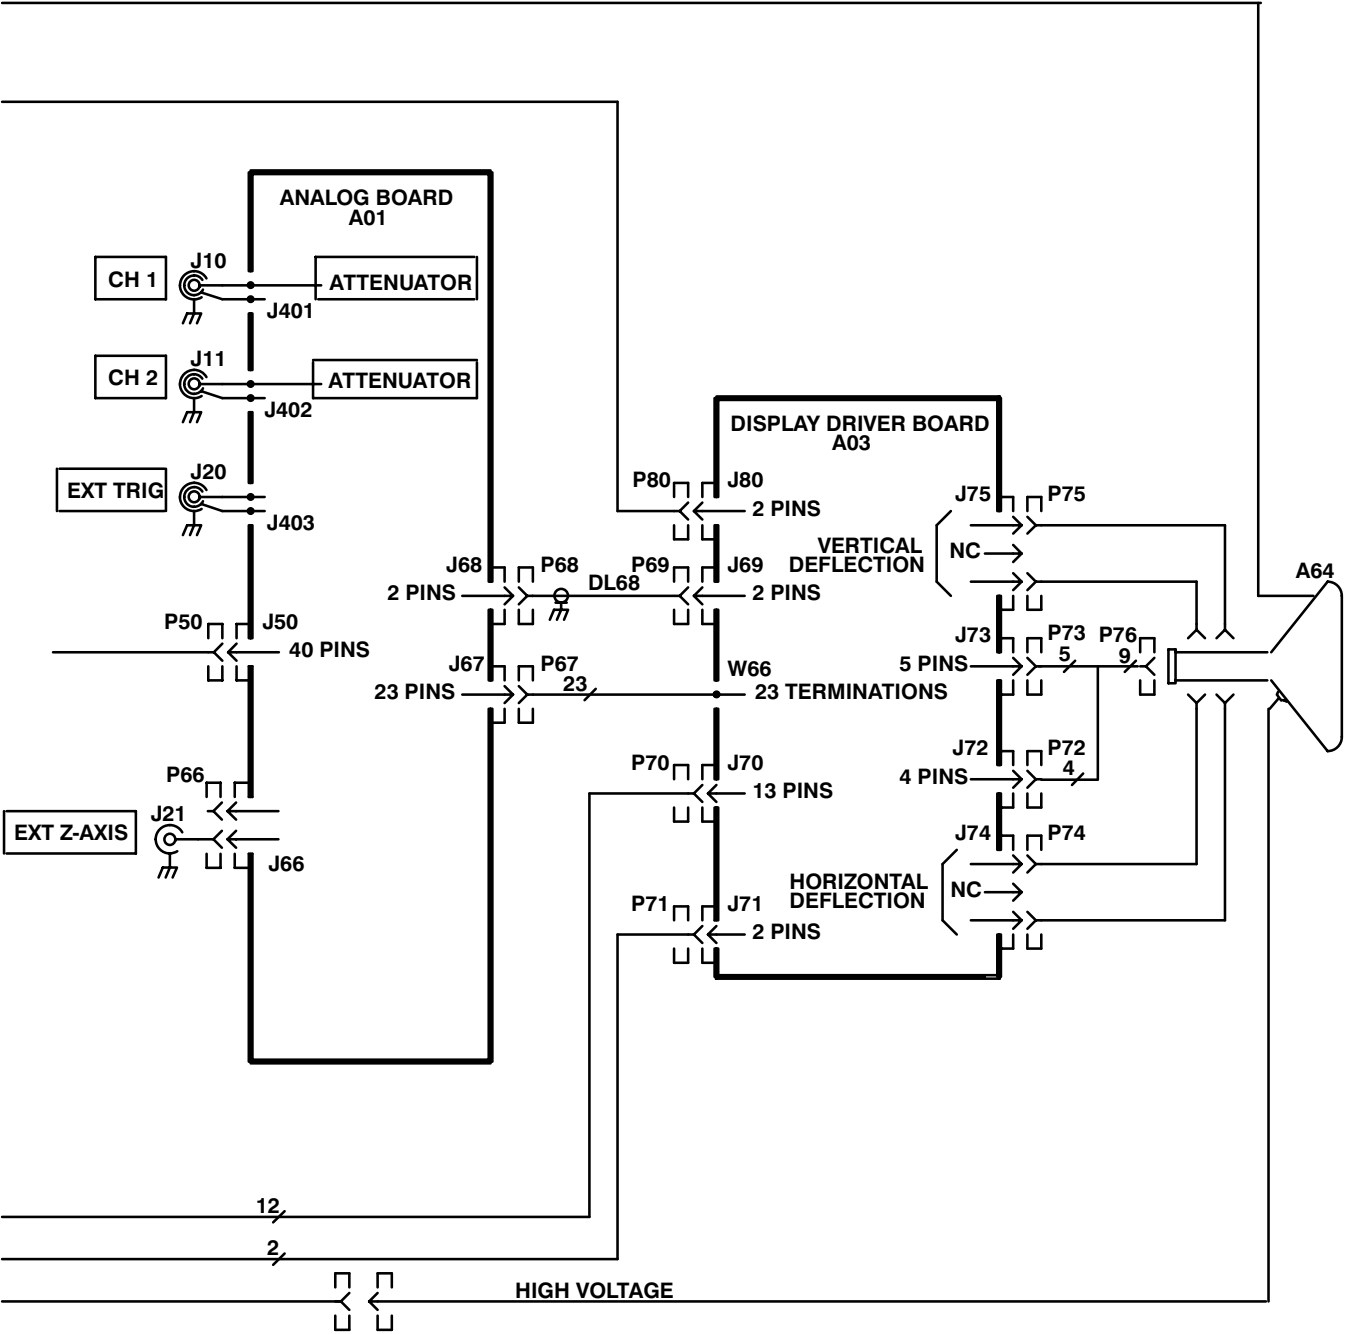 ANALOG BOARD
A01
CH 1
J10
ATTENUATOR
J401
CH 2
J11
ATTENUATOR
J402
EXT TRIG
J20
J403
J68
P68
2 PINS
DL68
P50
J50
40 PINS
J67
P67
23 PINS
23
P66
EXT Z-AXIS
J21
J66
DISPLAY DRIVER BOARD
A03
P80
J80
2 PINS
P69
J69
2 PINS
W66
23 TERMINATIONS
P70
J70
13 PINS
P71
J71
2 PINS
J75
P75
VERTICAL
DEFLECTION
NC
J73
P73
5 PINS
5
P76
9
J72
P72
4 PINS
4
J74
P74
HORIZONTAL
DEFLECTION
NC
A64
12
2
HIGH VOLTAGE